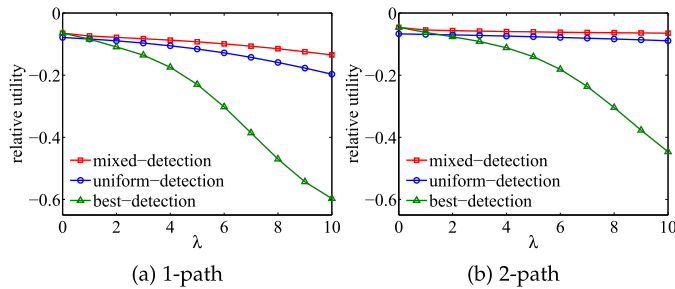 relative utility
0
−0.2
−0.4
−0.6
mixed−detection
uniform−detection
best−detection
0 2 4 6 8 10
λ
(a) 1-path
relative utility
0
−0.2
−0.4
−0.6
mixed−detection
uniform−detection
best−detection
0 2 4 6 8 10
λ
(b) 2-path